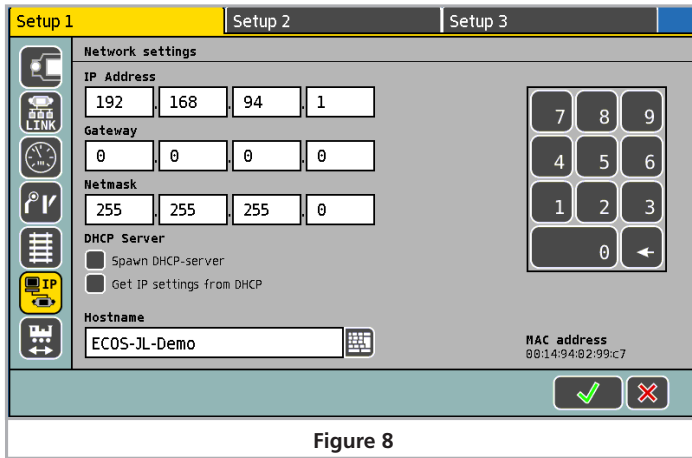 Setup 1 Setup 2 Setup 3
Network settings
IP Address
192 . 168 . 94 . 1
Gateway
0 . 0 . 0 . 0
Netmask
255 . 255 . 255 . 0
DHCP Server
Spawn DHCP-server
Get IP settings from DHCP
Hostname
ECOS-JL-Demo
LINK
IP
7 8 9
4 5 6
1 2 3
0
MAC address
00:14:94:02:99:c7
Figure 8